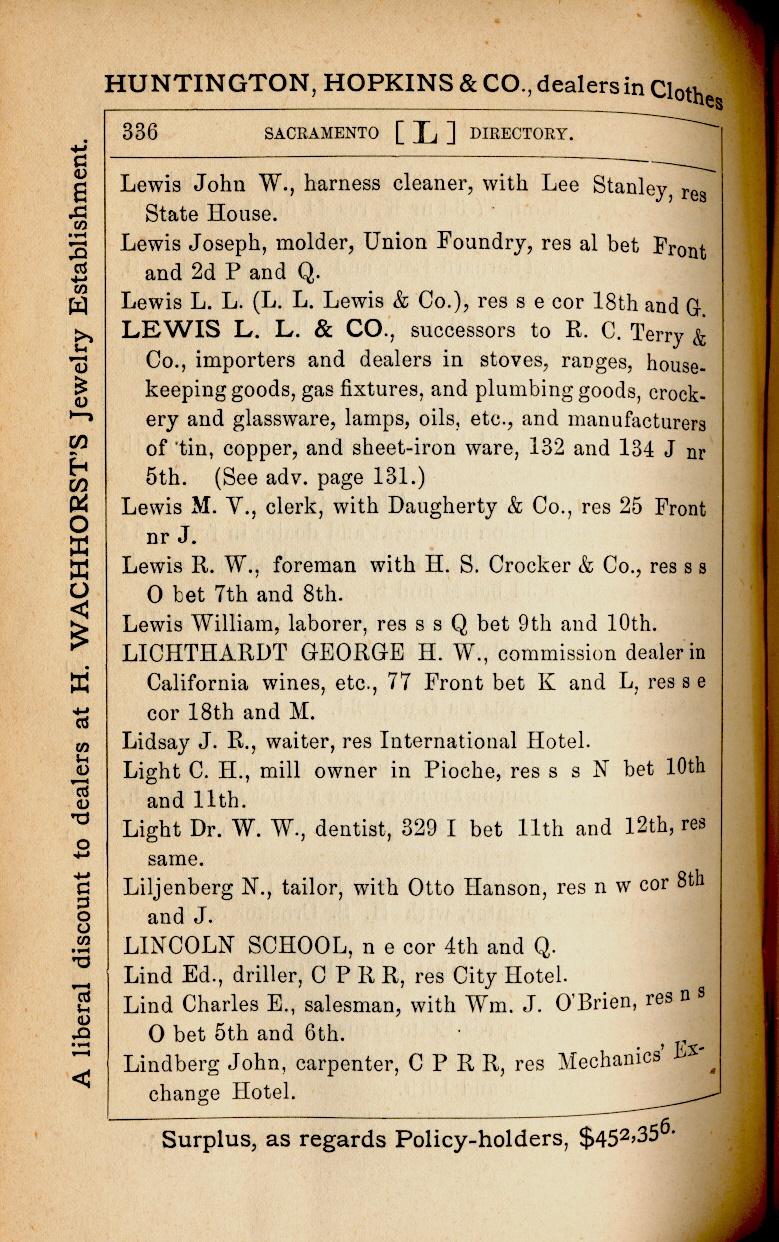 HUNTINGTON, HOPKINS & CO., dealers in Clothes
336 SACRAMENTO [ L ] DIRECTORY.
Lewis John W., harness cleaner, with Lee Stanley, res
State House.
Lewis Joseph, molder, Union Foundry, res al bet Front
and 2d P and Q.
Lewis L. L. (L. L. Lewis & Co.), res s e cor 18th and G.
LEWIS L. L. & CO., successors to R. C. Terry &
Co., importers and dealers in stoves, ranges, house-
keeping goods, gas fixtures, and plumbing goods, crock-
ery and glassware, lamps, oils, etc., and manufacturers
of tin, copper, and sheet-iron ware, 132 and 134 J nr
5th. (See adv. page 131.)
Lewis M. V., clerk, with Daugherty & Co., res 25 Front
nr J.
Lewis R. W., foreman with H. S. Crocker & Co., res s s
O bet 7th and 8th.
Lewis William, laborer, res s s Q bet 9th and 10th.
LICHTHARDT GEORGE H. W., commission dealer in
California wines, etc., 77 Front bet K and L, res s e
cor 18th and M.
Lidsay J. R., waiter, res International Hotel.
Light C. H., mill owner in Pioche, res s s N bet 10th
and 11th.
Light Dr. W. W., dentist, 329 I bet 11th and 12th, res
same.
Liljenberg N., tailor, with Otto Hanson, res n w cor 8th
and J.
LINCOLN SCHOOL, n e cor 4th and Q.
Lind Ed., driller, C P R R, res City Hotel.
Lind Charles E., salesman, with Wm. J. O'Brien, res n s
O bet 5th and 6th.
Lindberg John, carpenter, C P R R, res Mechanics' Ex-
change Hotel.
Surplus, as regards Policy-holders, $452,356.
A liberal discount to dealers at H. WACHHORST'S Jewelry Establishment.